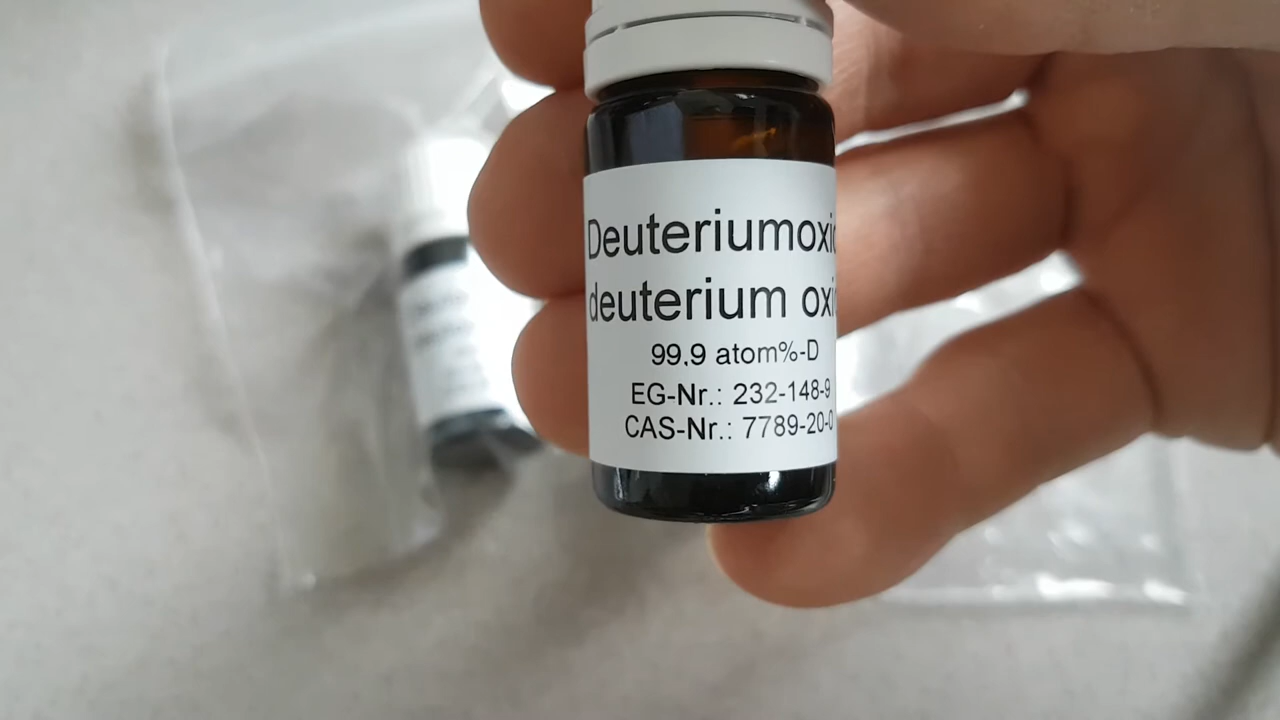 Deuteriumoxi
deuterium oxi
99.9 atom%-D
EG-Nr.: 232-148-9
CAS-Nr.: 7789-20-0